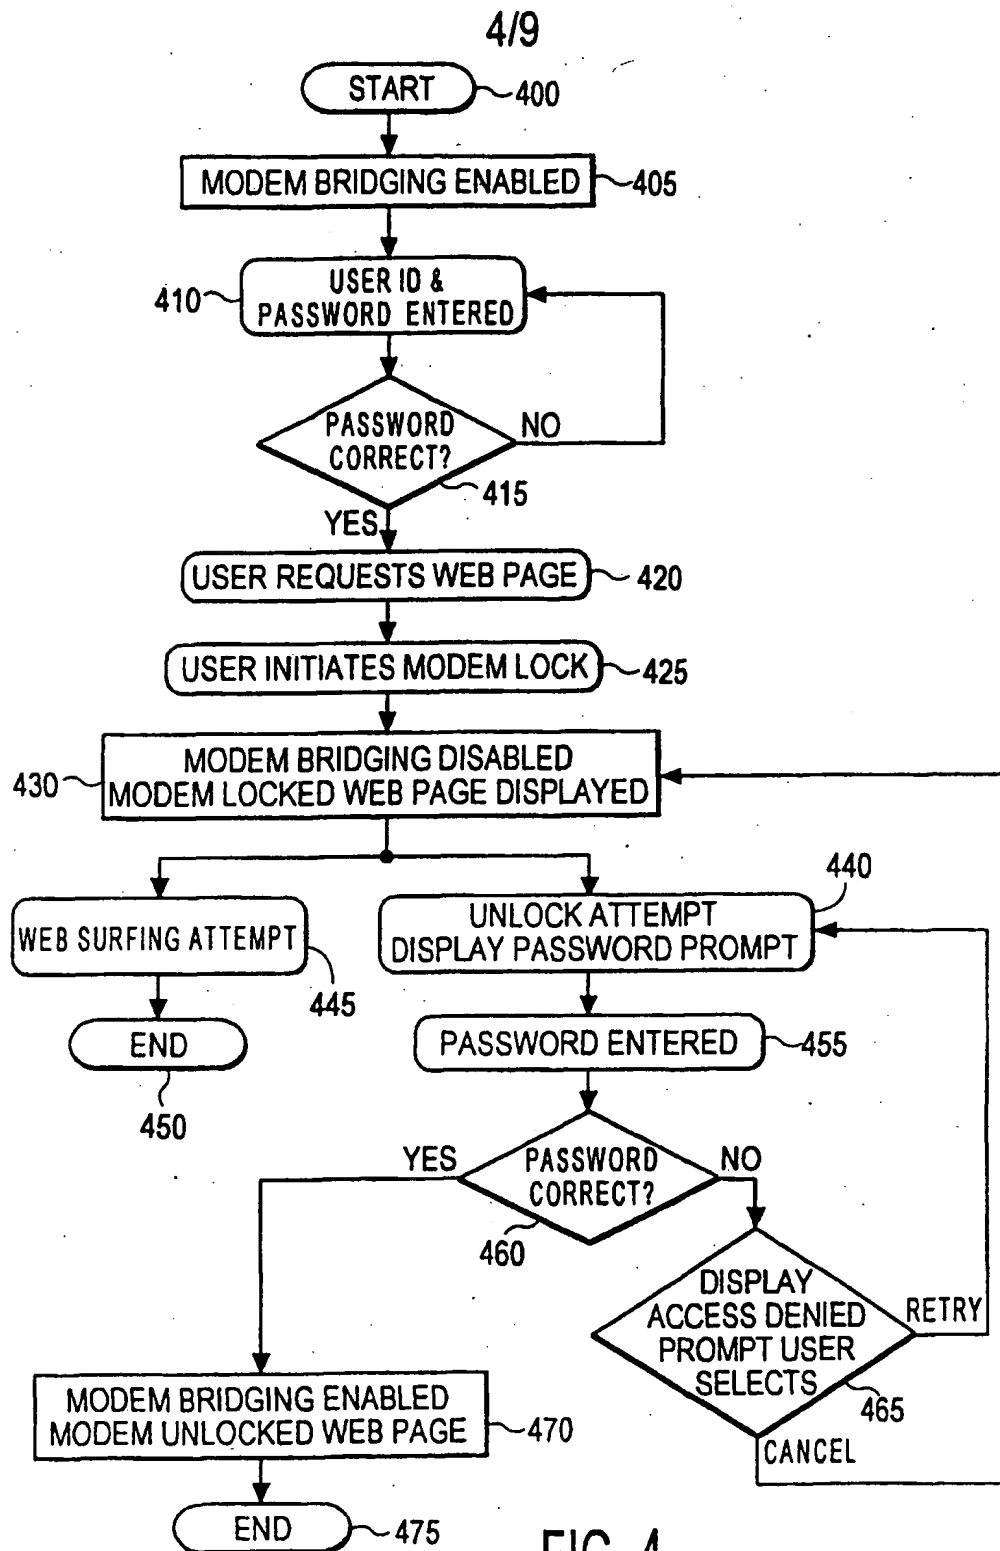 4/9
START
400
MODEM BRIDGING ENABLED
405
410
USER ID &
PASSWORD ENTERED
PASSWORD
CORRECT?
NO
415
YES
USER REQUESTS WEB PAGE
420
USER INITIATES MODEM LOCK
425
430
MODEM BRIDGING DISABLED
MODEM LOCKED WEB PAGE DISPLAYED
440
WEB SURFING ATTEMPT
445
END
450
UNLOCK ATTEMPT
DISPLAY PASSWORD PROMPT
PASSWORD ENTERED
455
YES
PASSWORD
CORRECT?
NO
460
DISPLAY
ACCESS DENIED
PROMPT USER
SELECTS
RETRY
465
CANCEL
MODEM BRIDGING ENABLED
MODEM UNLOCKED WEB PAGE
470
END
475
FIG. 4